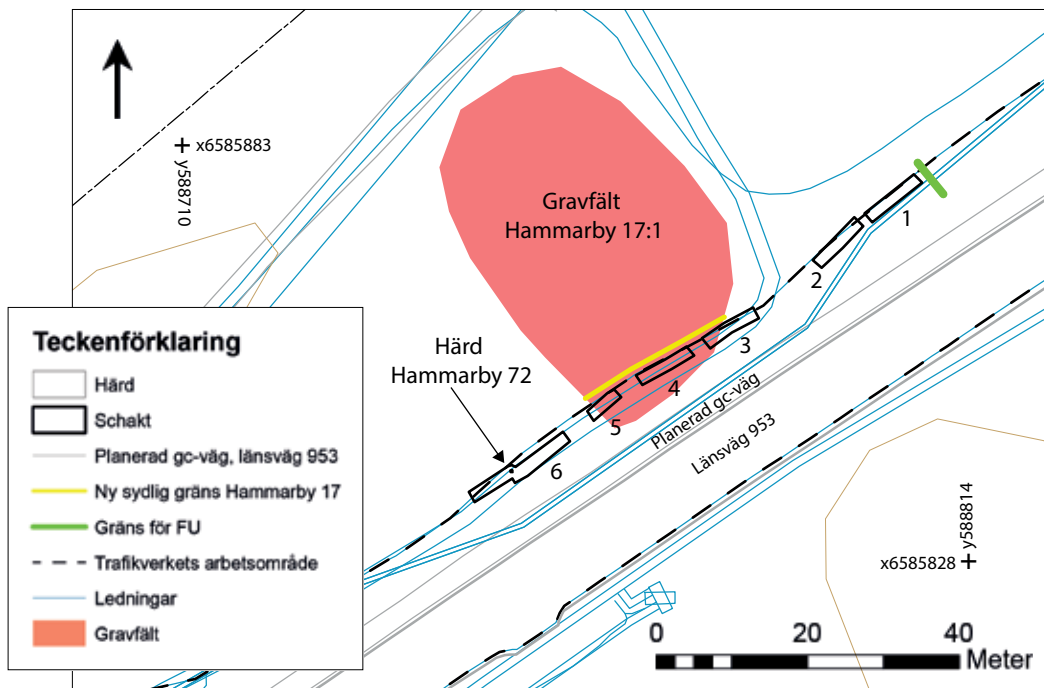 x6585883
y588710
Gravfält
Hammarby 17:1
1
2
3
4
5
6
Härd
Hammarby 72
Planerad gc-väg
Länsväg 953
Teckenförklaring
Härd
Schakt
Planerad gc-väg, länsväg 953
Ny sydlig gräns Hammarby 17
Gräns för FU
Trafikverkets arbetsområde
Ledningar
Gravfält
y588814
x6585828
0 20 40
Meter